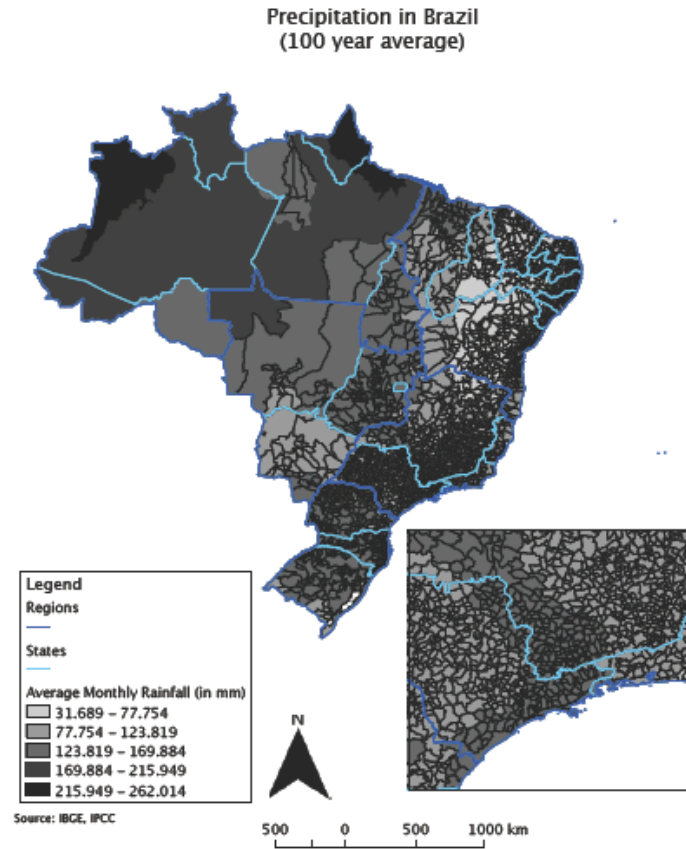 Precipitation in Brazil
(100 year average)
Legend
Regions
States
Average Monthly Rainfall (in mm)
31.689 – 77.754
77.754 – 123.819
123.819 – 169.884
169.884 – 215.949
215.949 – 262.014
N
Source: IBGE, IPCC
500 0 500 1000 km